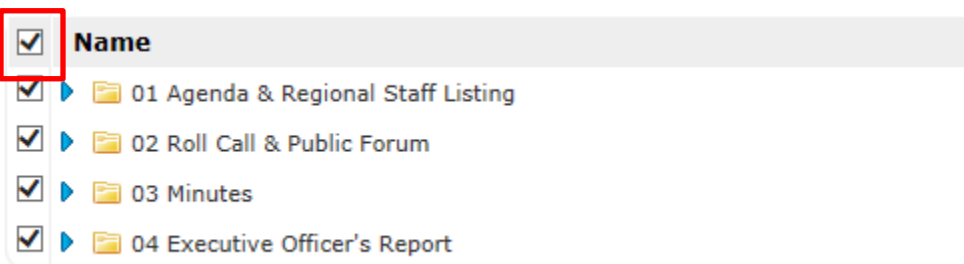 Name
01 Agenda & Regional Staff Listing
02 Roll Call & Public Forum
03 Minutes
04 Executive Officer's Report